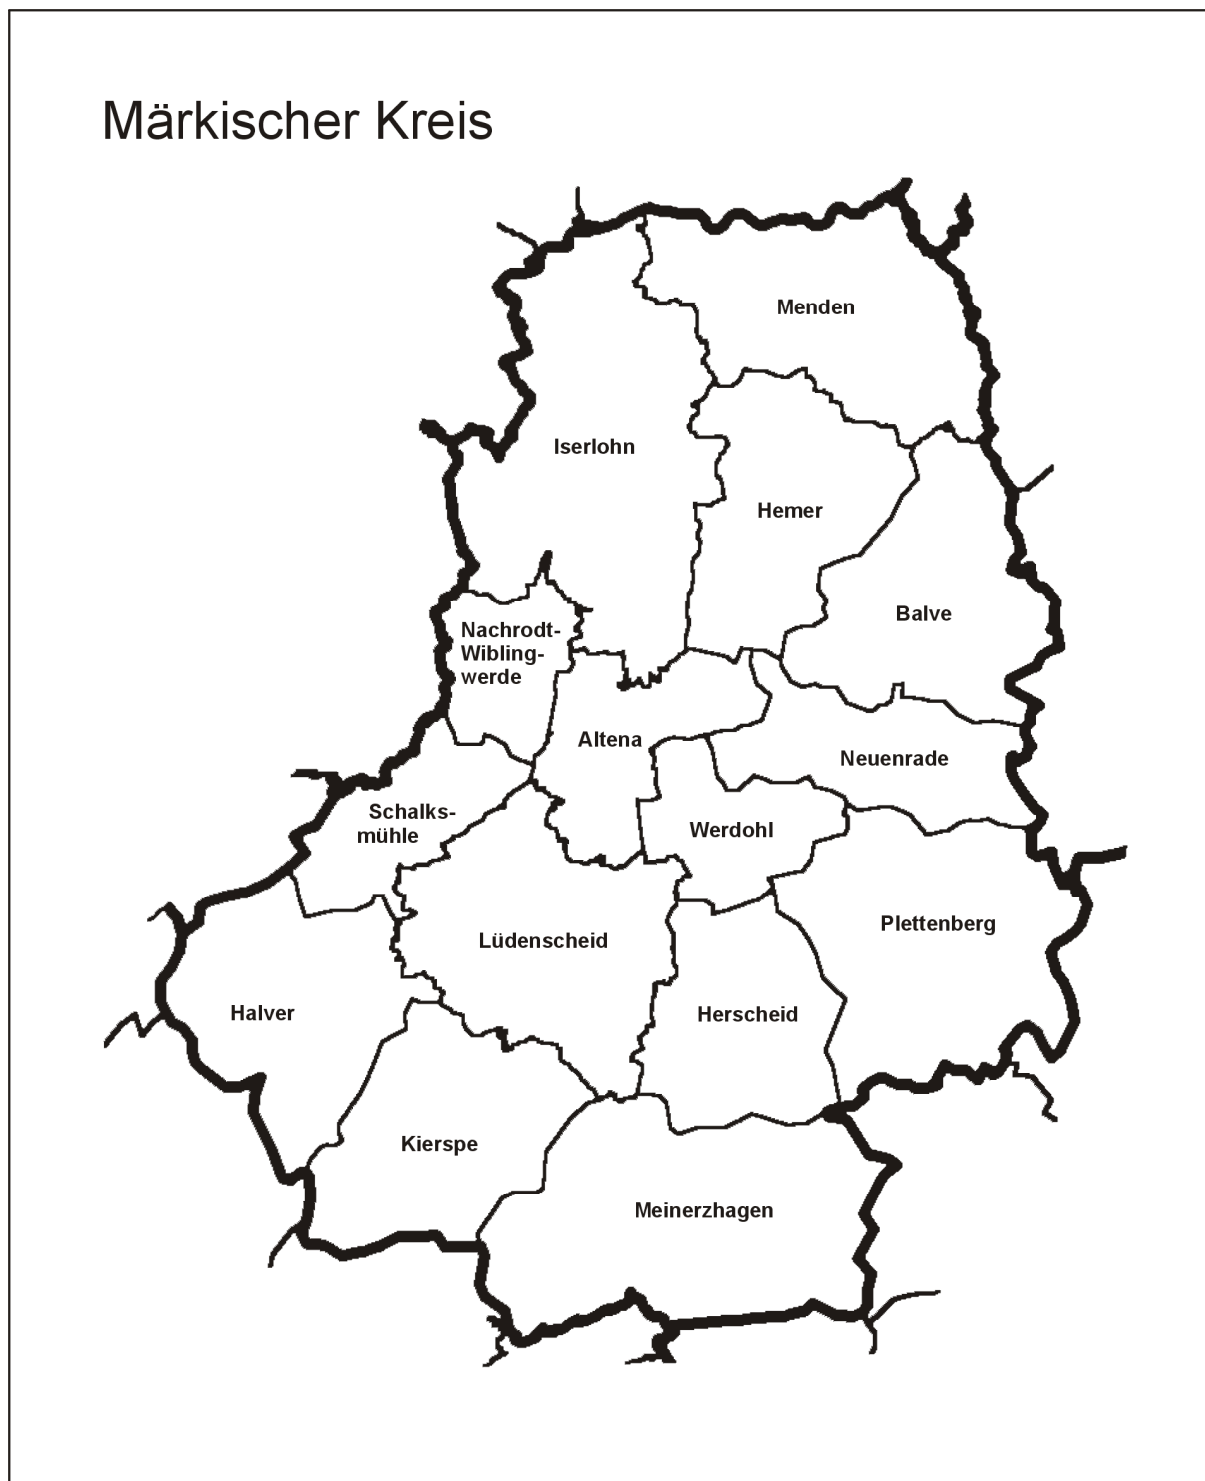 Märkischer Kreis
Menden
Iserlohn
Hemer
Balve
Nachrodt-
Wibling-
werde
Altena
Neuenrade
Schalks-
mühle
Werdohl
Plettenberg
Lüdenscheid
Halver
Herscheid
Kierspe
Meinerzhagen